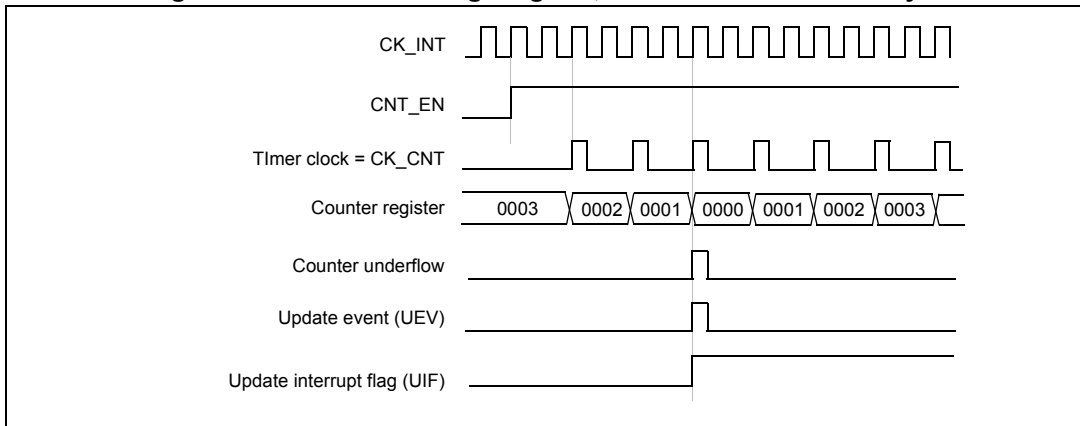 CK_INT
CNT_EN
TImer clock = CK_CNT
Counter register 0003 0002 0001 0000 0001 0002 0003
Counter underflow
Update event (UEV)
Update interrupt flag (UIF)